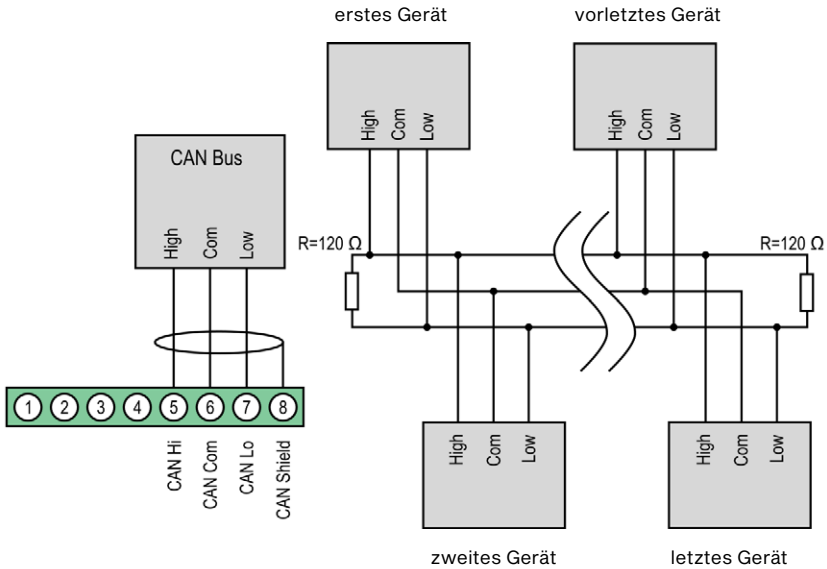 erstes Gerät
vorletztes Gerät
High
Com
Low
High
Com
Low
CAN Bus
High
Com
Low
R=120 Ω
R=120 Ω
1 2 3 4 5 6 7 8
CAN Hi
CAN Com
CAN Lo
CAN Shield
High
Com
Low
High
Com
Low
zweites Gerät
letztes Gerät